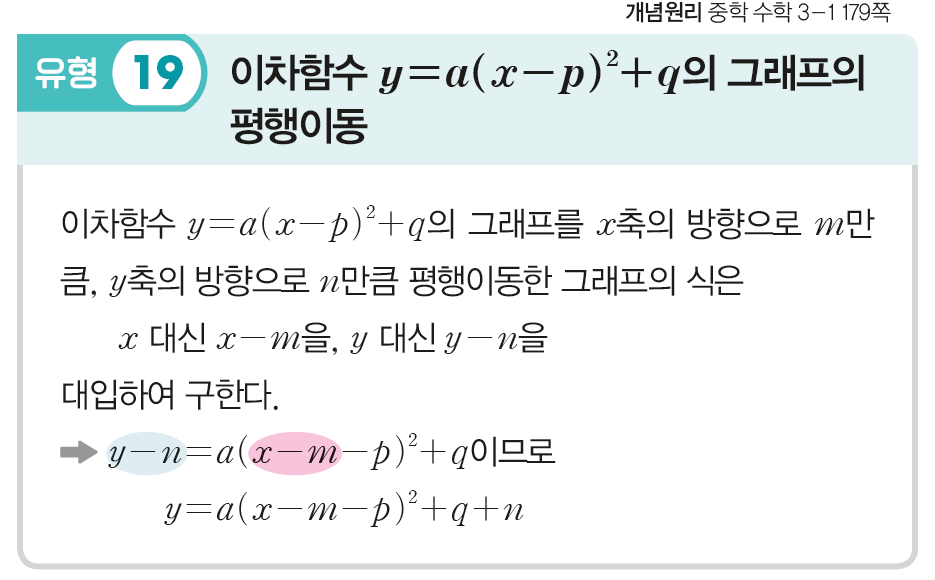 개념원리 중학 수학 3-1 179쪽
유형 19 이차함수 y=a(x-p)²+q의 그래프의
평행이동
이차함수 y=a(x-p)²+q의 그래프를 x축의 방향으로 m만
큼, y축의 방향으로 n만큼 평행이동한 그래프의 식은
x 대신 x-m을, y 대신 y-n을
대입하여 구한다.
➡ y-n=a(x-m-p)²+q이므로
y=a(x-m-p)²+q+n